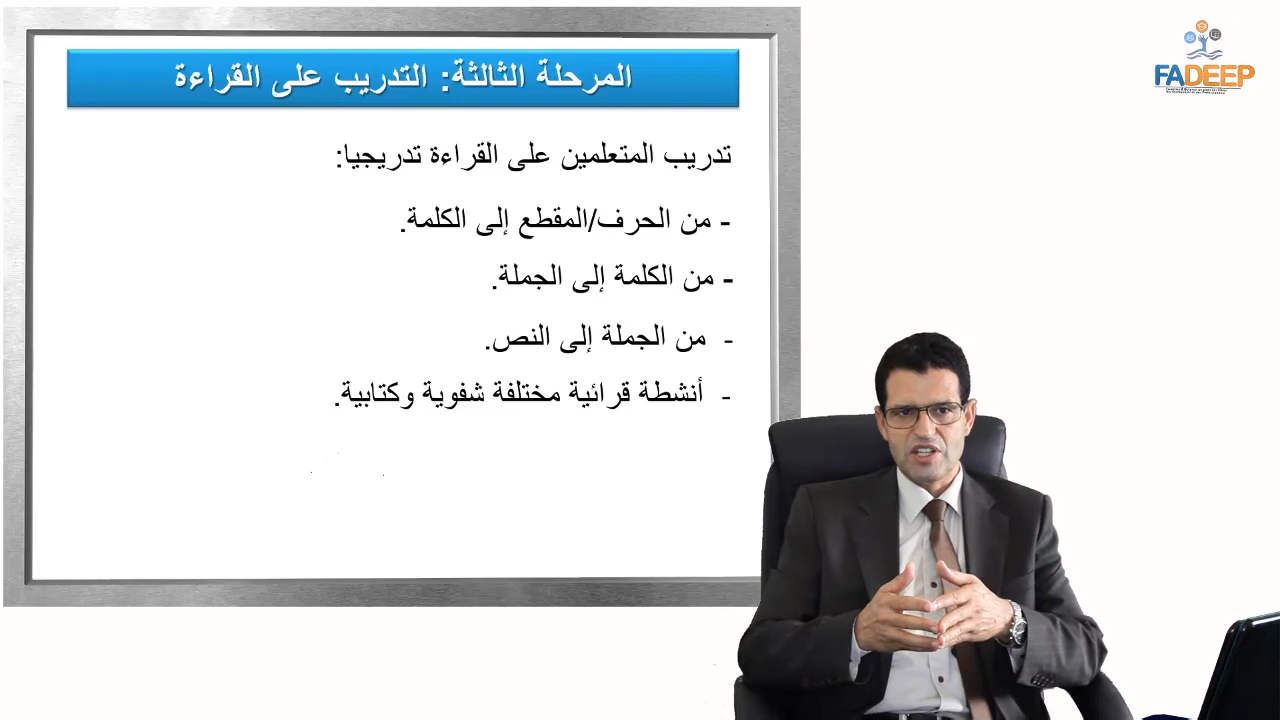 المرحلة الثالثة: التدريب على القراءة
تدريب المتعلمين على القراءة تدريجيا:
- من الحرف/المقطع إلى الكلمة.
- من الكلمة إلى الجملة.
- من الجملة إلى النص.
- أنشطة قرائية مختلفة شفوية وكتابية.
FADEEP